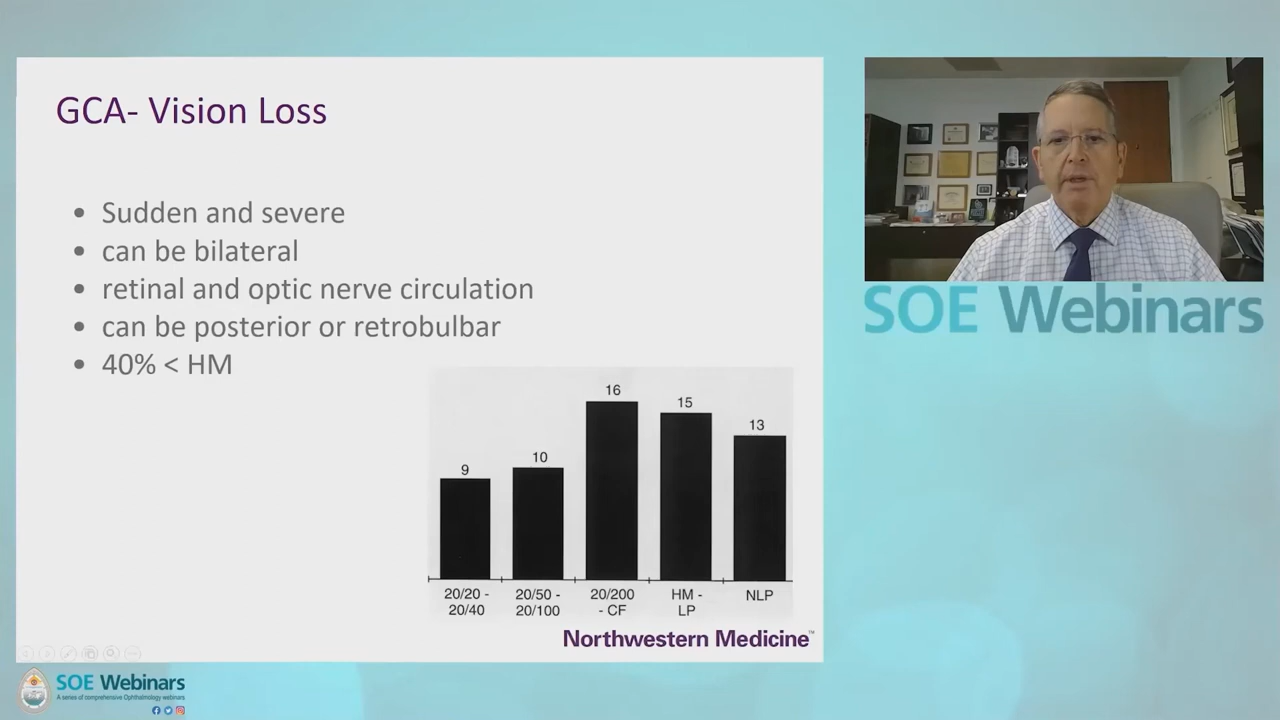 GCA- Vision Loss
• Sudden and severe
• can be bilateral
• retinal and optic nerve circulation
• can be posterior or retrobulbar
• 40% < HM
9
10
16
15
13
20/20 -
20/40
20/50 -
20/100
20/200
- CF
HM -
LP
NLP
Northwestern Medicine™
SOE Webinars
SOE Webinars
A series of comprehensive Ophthalmology webinars